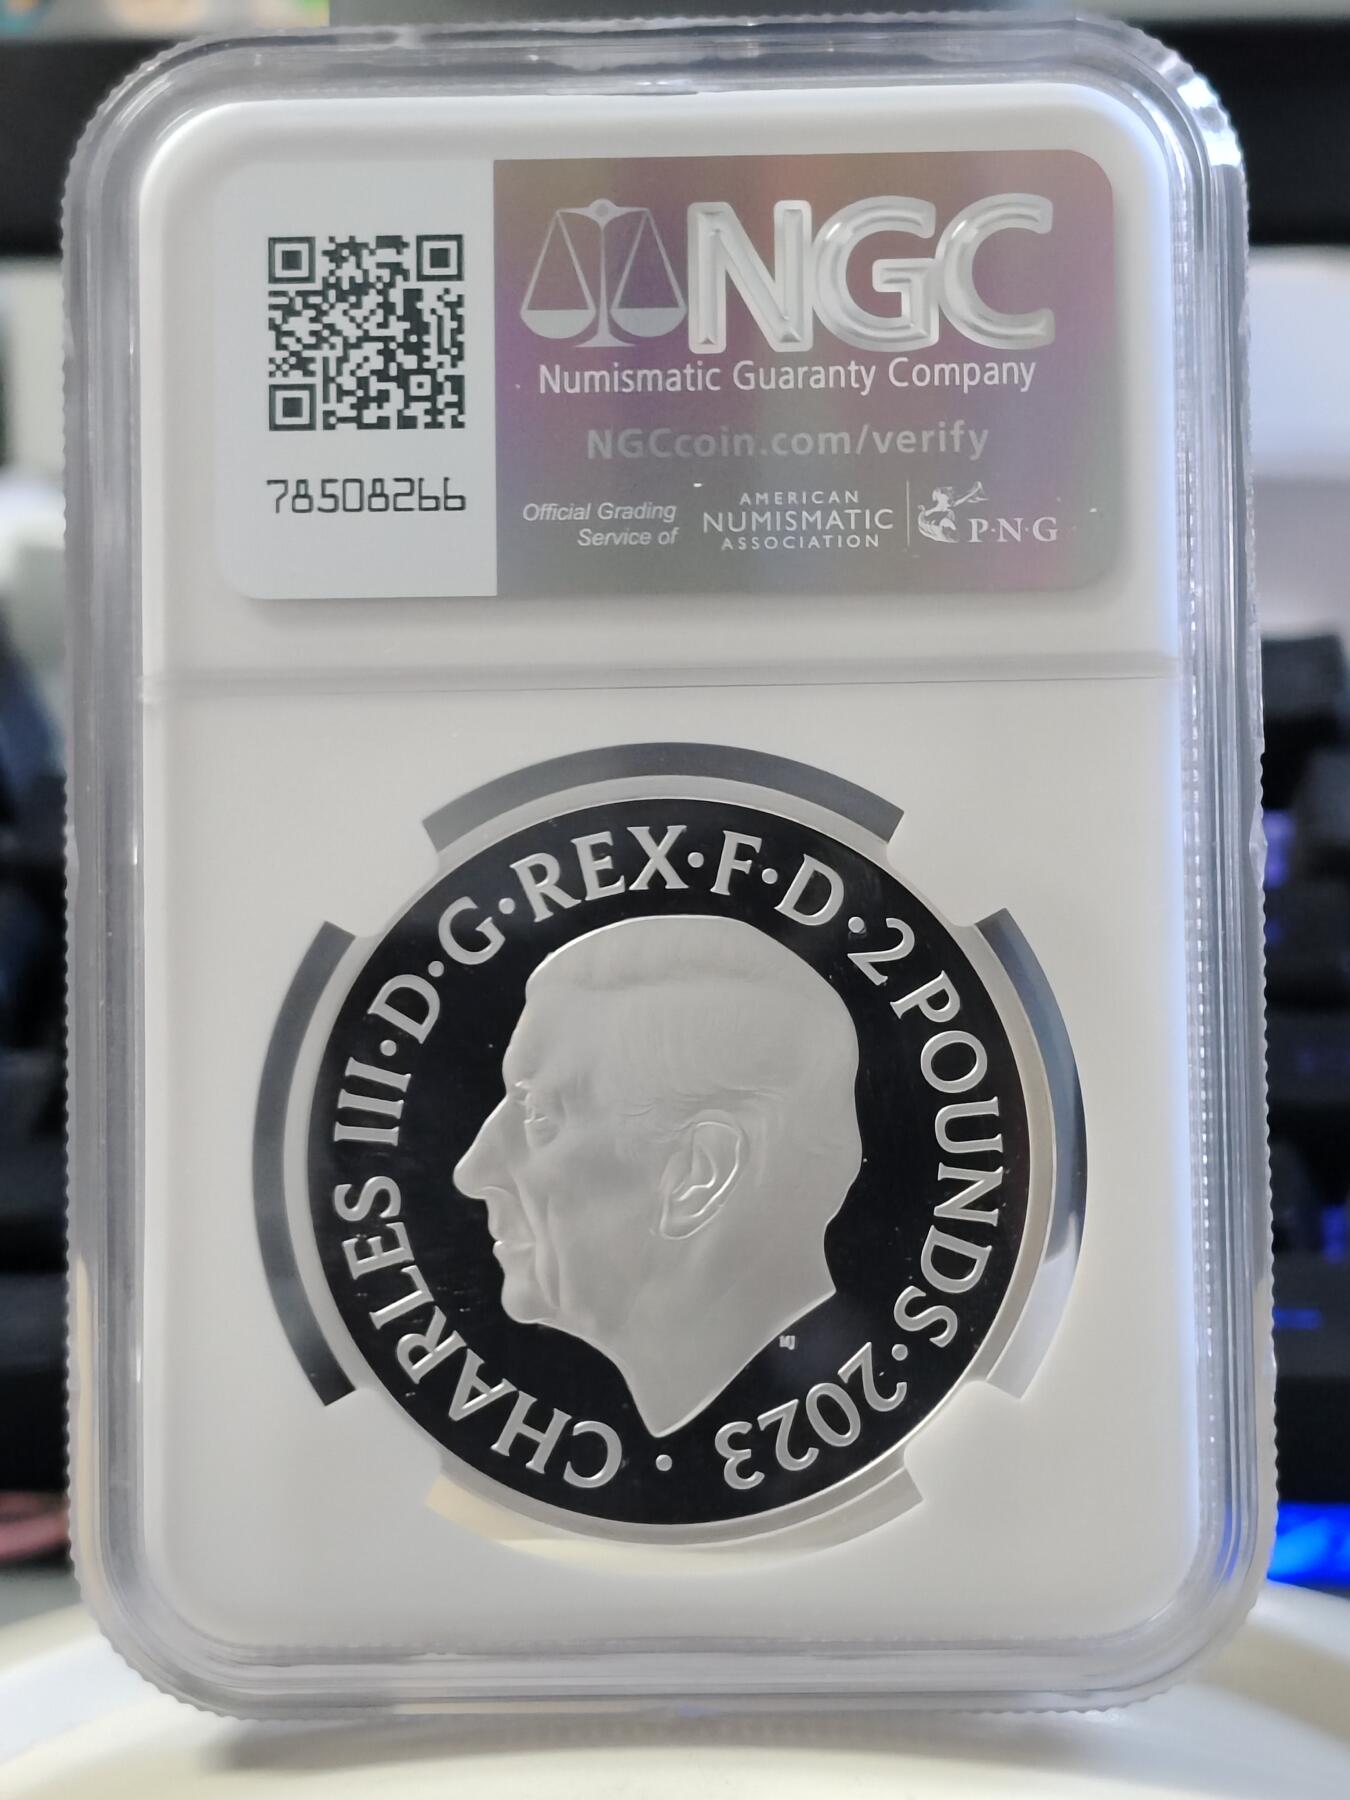 NGC
Numismatic Guaranty Company
NGCcoin.com/verify
78508266
Official Grading
Service of
AMERICAN
NUMISMATIC
ASSOCIATION
P·N·G
CHARLES III·D·G·REX·F·D·2 POUNDS·2023·
MJ